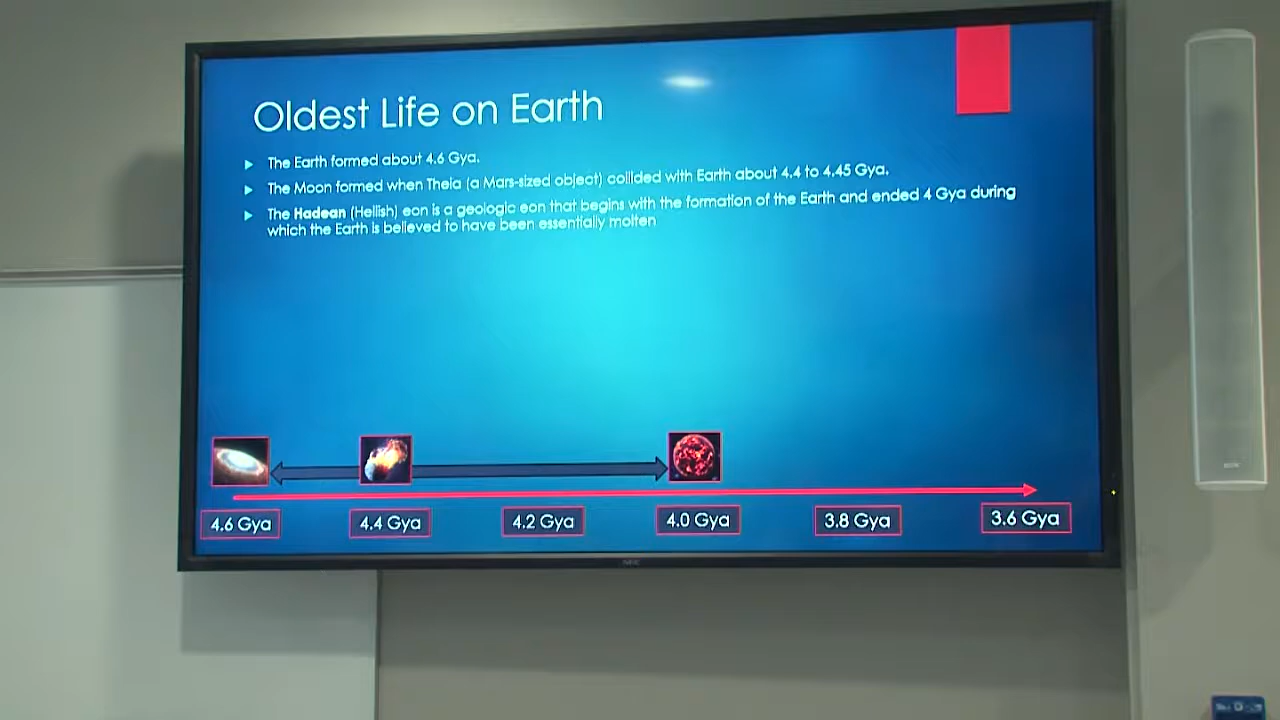 Oldest Life on Earth
The Earth formed about 4.6 Gya.
The Moon formed when Theia (a Mars-sized object) collided with Earth about 4.4 to 4.45 Gya.
The Hadean (Hellish) eon is a geologic eon that begins with the formation of the Earth and ended 4 Gya during
which the Earth is believed to have been essentially molten
4.6 Gya
4.4 Gya
4.2 Gya
4.0 Gya
3.8 Gya
3.6 Gya
NEC